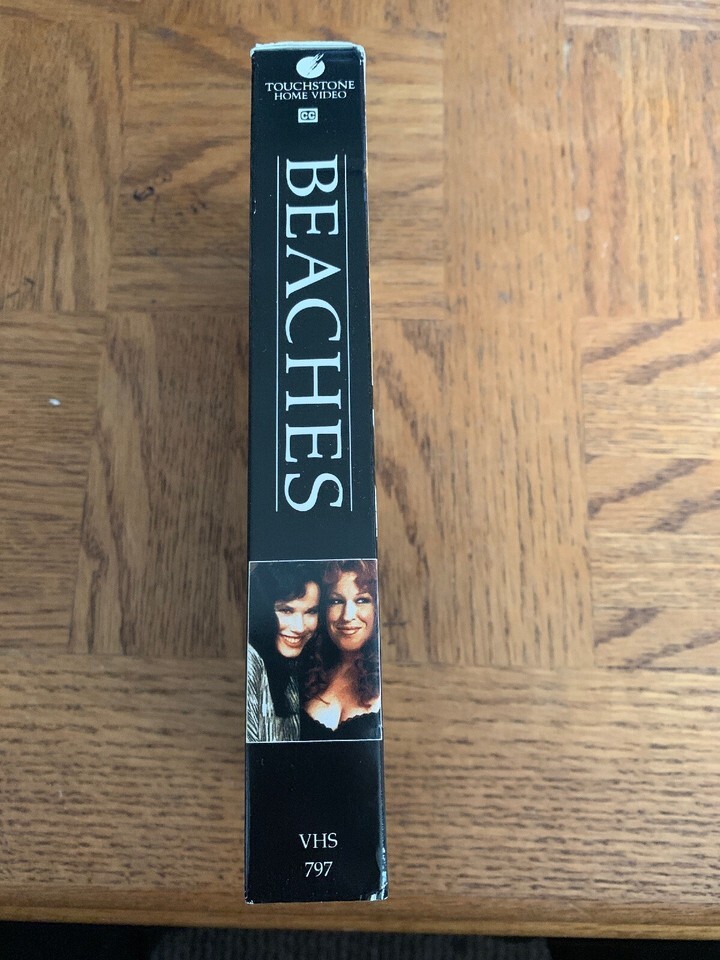 TOUCHSTONE
HOME VIDEO
CC
BEACHES
VHS
797